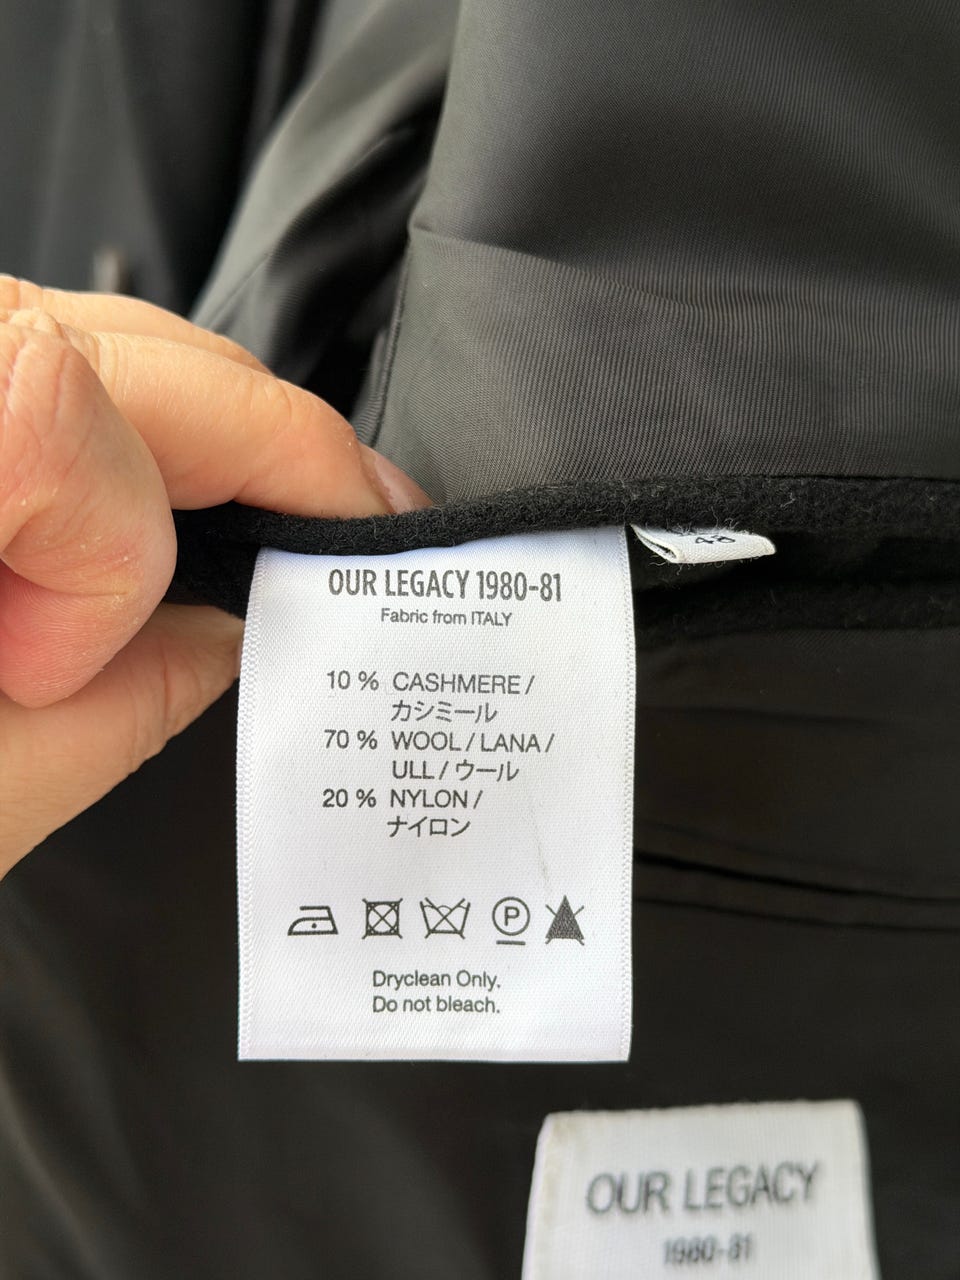 48
OUR LEGACY 1980-81
Fabric from ITALY
10 % CASHMERE /
カシミール
70 % WOOL / LANA /
ULL / ウール
20 % NYLON /
ナイロン
P
Dryclean Only.
Do not bleach.
OUR LEGACY
1980-81